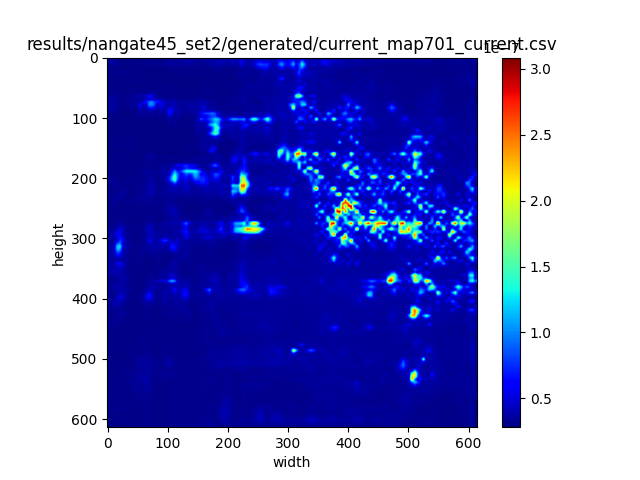 results/nangate45_set2/generated/current_map701_current.csv
1e−7
0
100
200
300
400
500
600
height
0 100 200 300 400 500 600
width
3.0
2.5
2.0
1.5
1.0
0.5